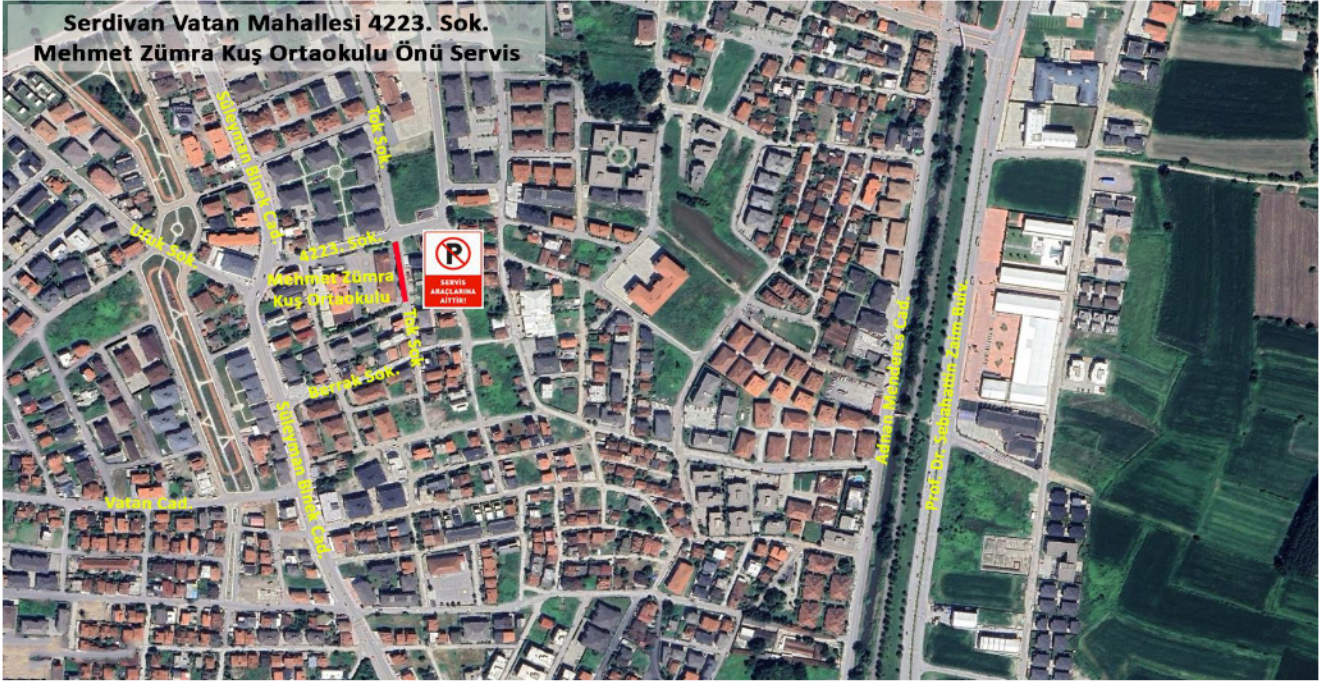 Serdivan Vatan Mahallesi 4223. Sok.
Mehmet Zümra Kuş Ortaokulu Önü Servis
Süleyman Binek Cad.
Tok Sok.
Ufuk Sok.
4223. Sok.
Mehmet Zümra
Kuş Ortaokulu
P
SERVİS
ARAÇLARINA
AİTTİR!
Tok Sok.
Barrak Sok.
Süleyman Binek Cad.
Vatan Cad.
Adnan Menderes Cad.
Prof. Dr. Sebahattin Zaim Bulv.